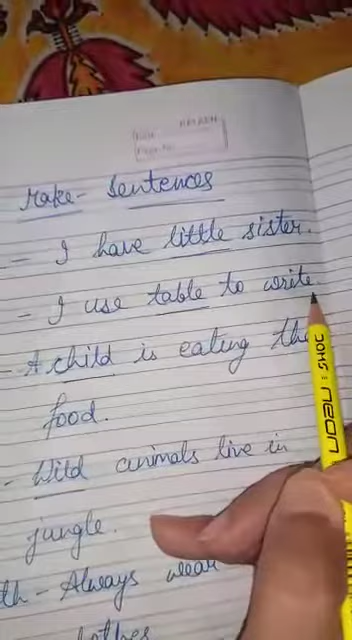 Make - Sentences
- I have little sister.
- I use table to write.
- A child is eating the
food.
- Wild animals live in
jungle.
th - Always wear
clothes